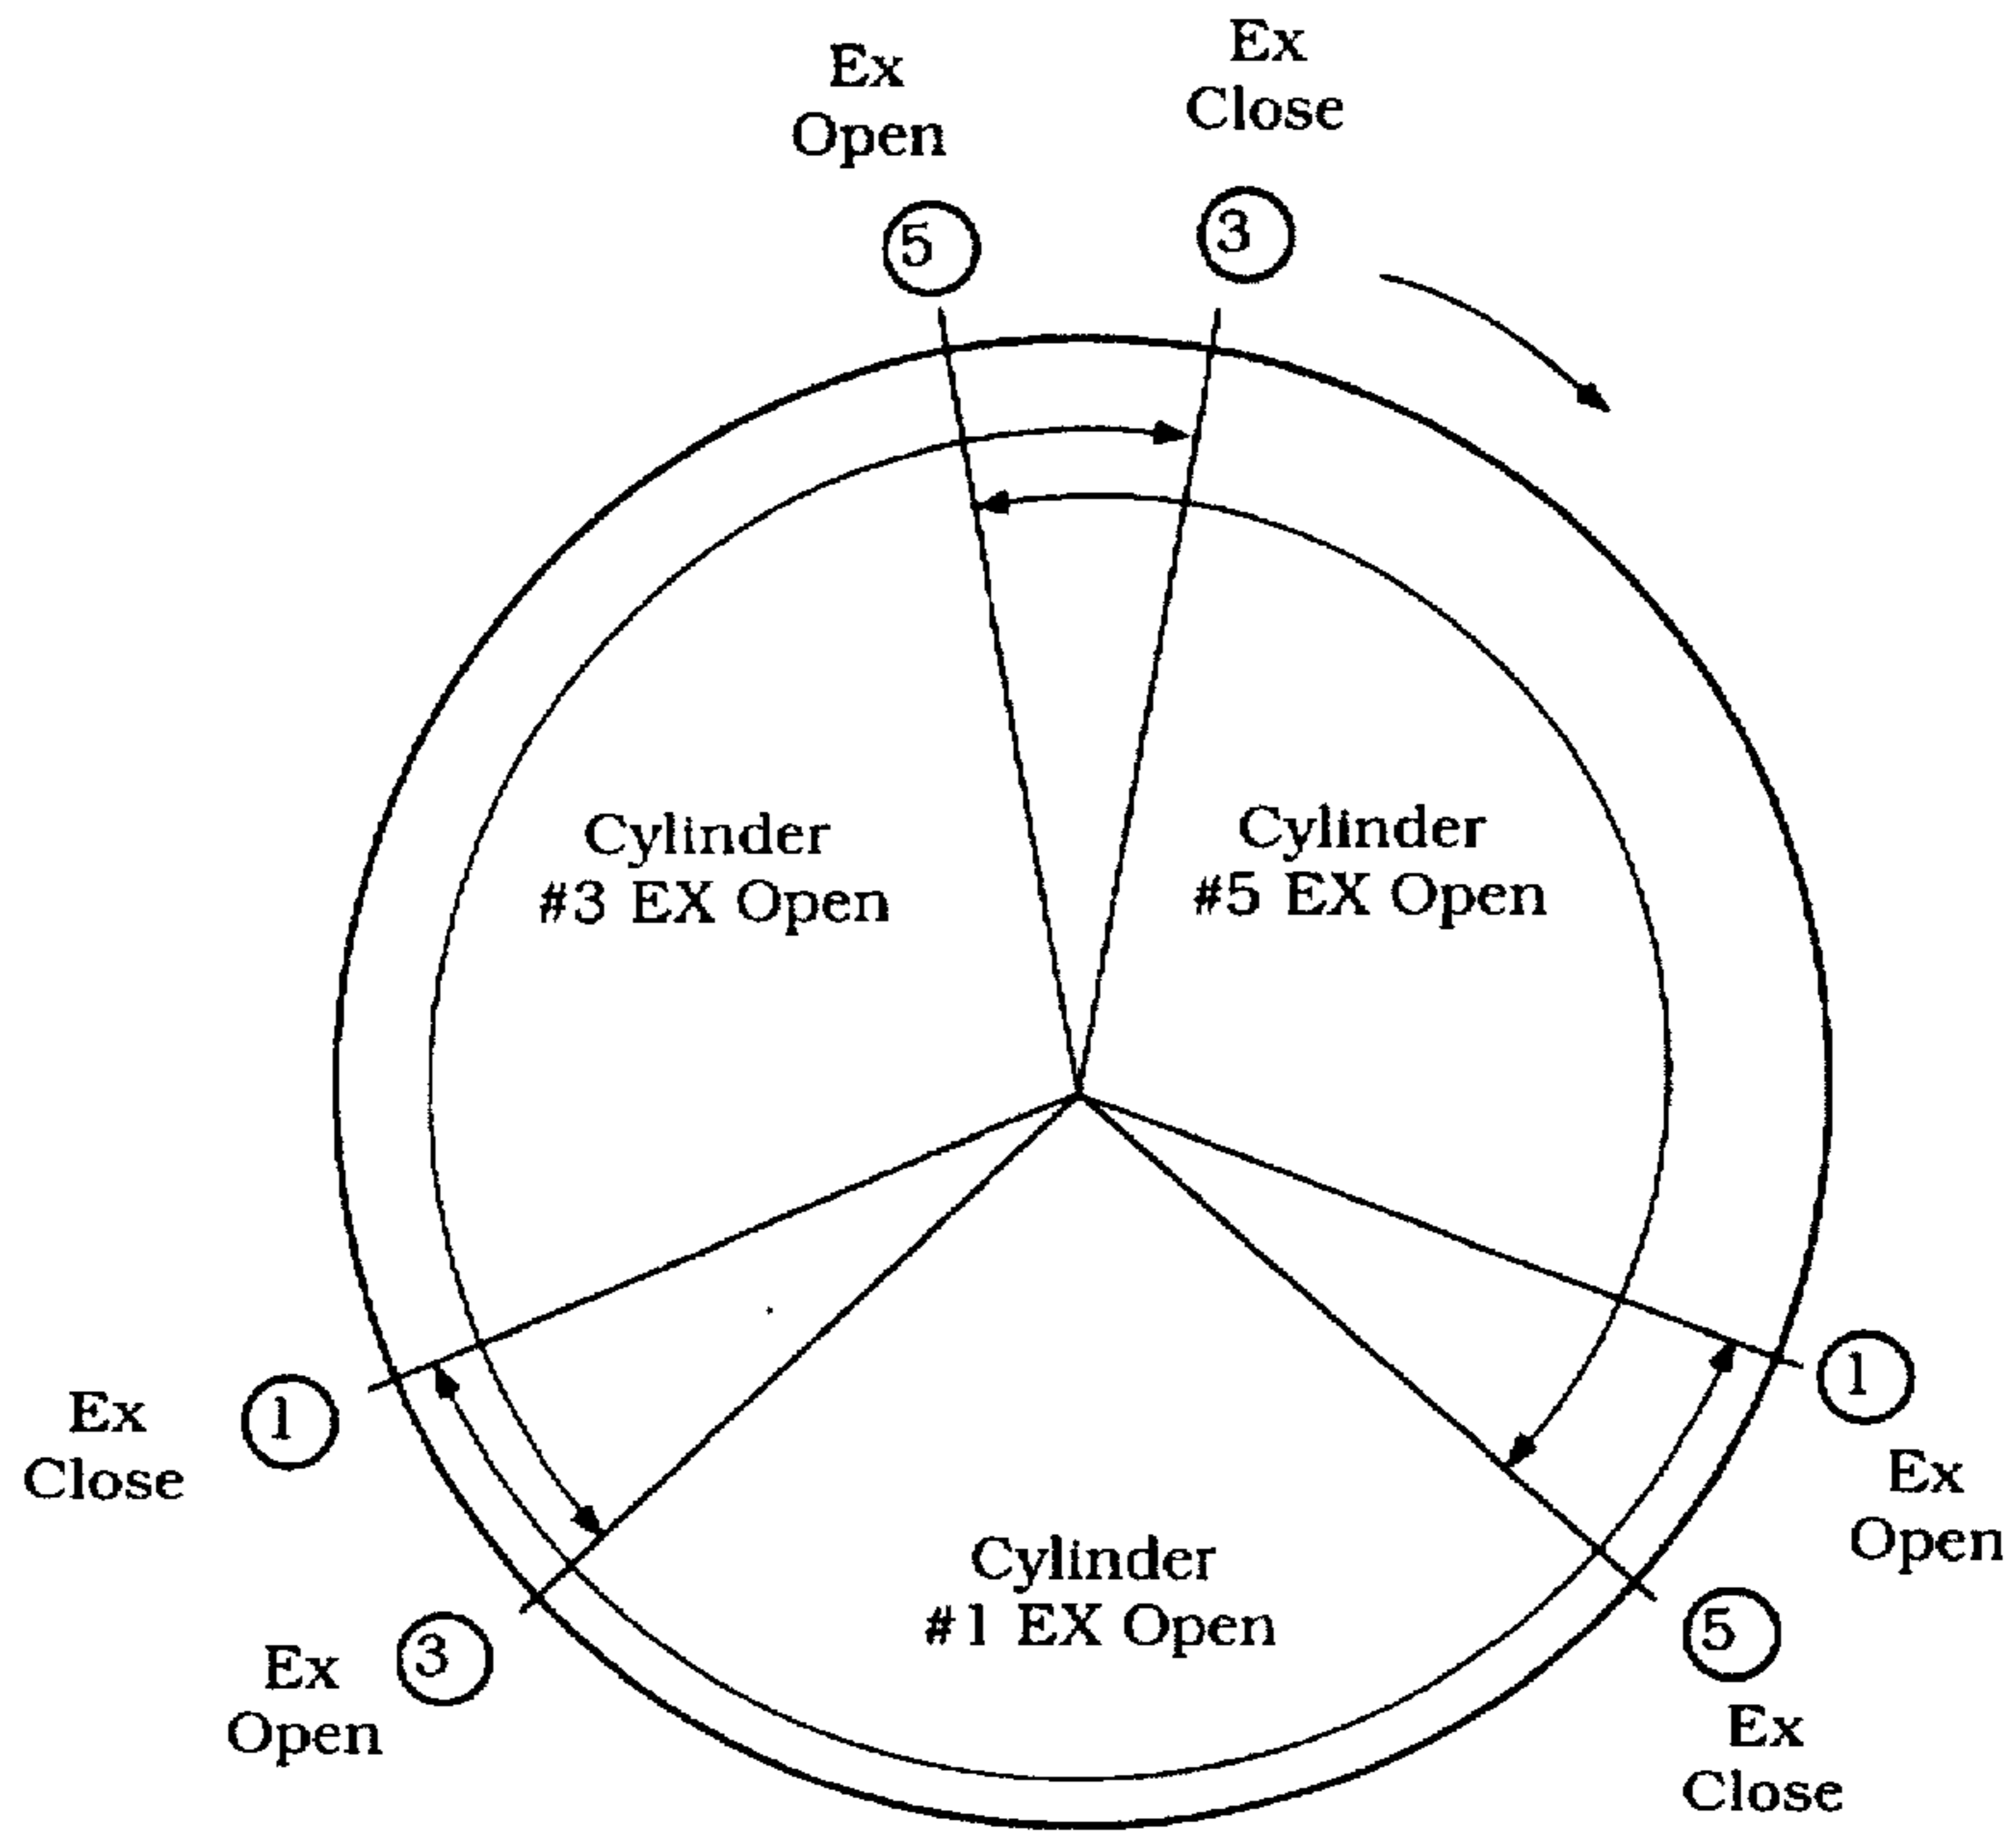 Ex
Open
Ex
Close
5
3
Cylinder
#3 EX Open
Cylinder
#5 EX Open
1
Ex
Close
1
Ex
Open
Cylinder
#1 EX Open
3
Ex
Open
5
Ex
Close